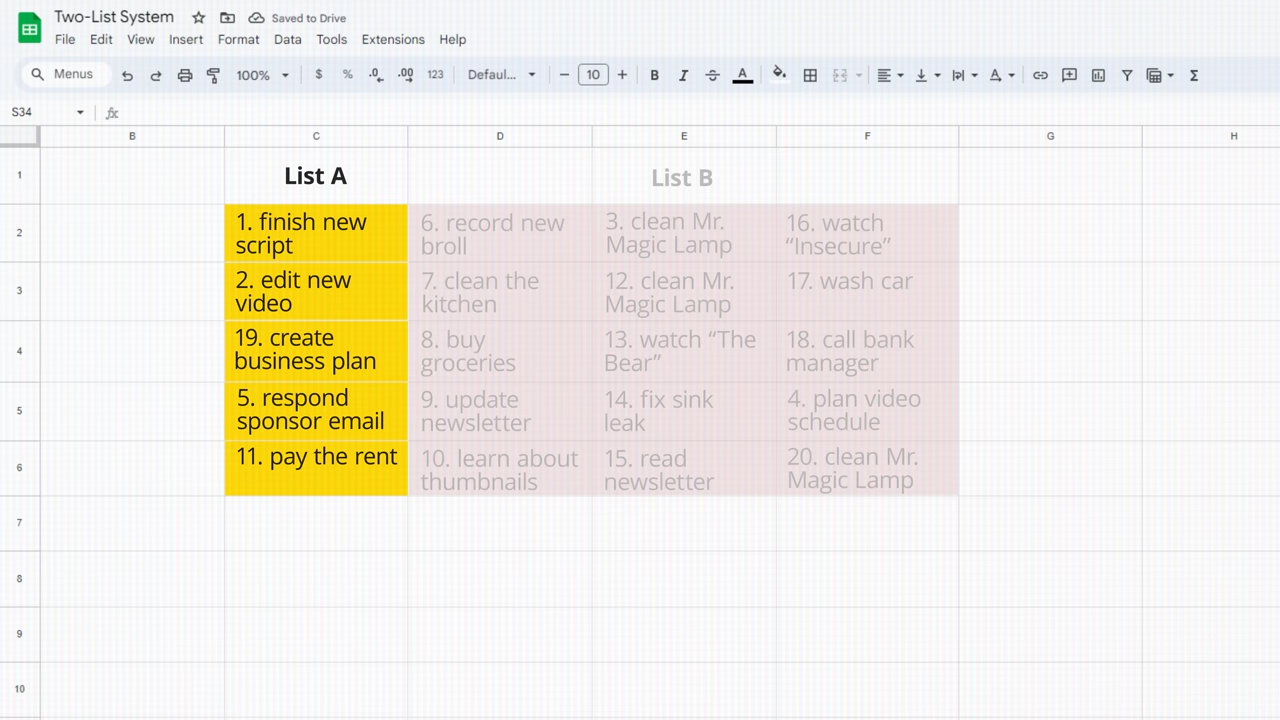 Two-List System
Saved to Drive
File Edit View Insert Format Data Tools Extensions Help
Menus 100% $ % .0 .00 123 Defaul... − 10 + B I S A Σ
S34 fx
B C D E F G H
1 List A List B
2
1. finish new
script
6. record new
broll
3. clean Mr.
Magic Lamp
16. watch
“Insecure”
3
2. edit new
video
7. clean the
kitchen
12. clean Mr.
Magic Lamp
17. wash car
4
19. create
business plan
8. buy
groceries
13. watch “The
Bear”
18. call bank
manager
5
5. respond
sponsor email
9. update
newsletter
14. fix sink
leak
4. plan video
schedule
6
11. pay the rent
10. learn about
thumbnails
15. read
newsletter
20. clean Mr.
Magic Lamp
7
8
9
10